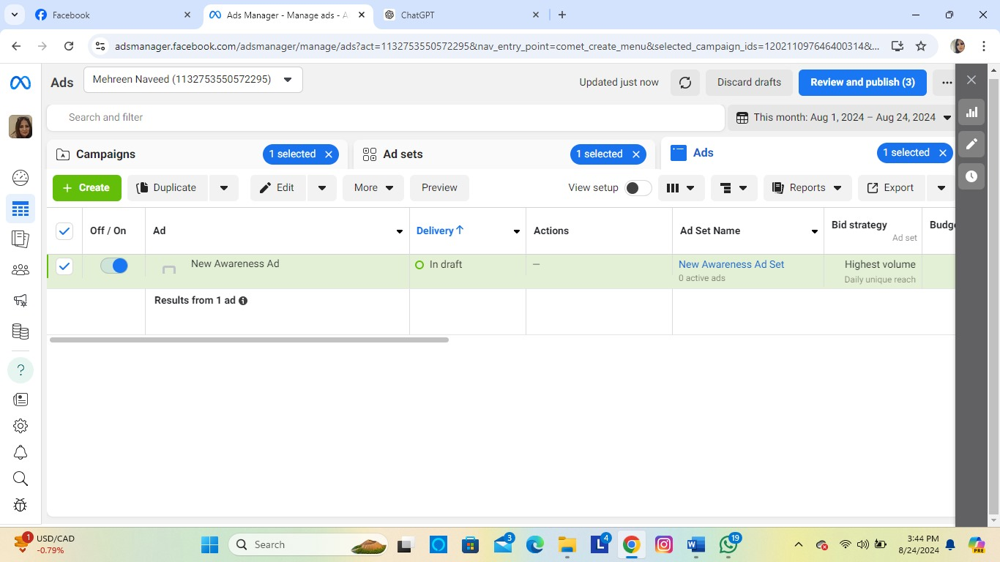 Facebook
Ads Manager - Manage ads - A
ChatGPT
adsmanager.facebook.com/adsmanager/manage/ads?act=1132753550572295&nav_entry_point=comet_create_menu&selected_campaign_ids=120211097646400314&...
Ads
Mehreen Naveed (1132753550572295)
Updated just now
Discard drafts
Review and publish (3)
Search and filter
This month: Aug 1, 2024 – Aug 24, 2024
Campaigns
1 selected
Ad sets
1 selected
Ads
1 selected
+ Create
Duplicate
Edit
More
Preview
View setup
Reports
Export
Off / On
Ad
Delivery ↑
Actions
Ad Set Name
Bid strategy
Ad set
Budge
New Awareness Ad
In draft
—
New Awareness Ad Set
0 active ads
Highest volume
Daily unique reach
Results from 1 ad
?
1
USD/CAD
-0.79%
Search
3
L
4
19
PRE
3:44 PM
8/24/2024